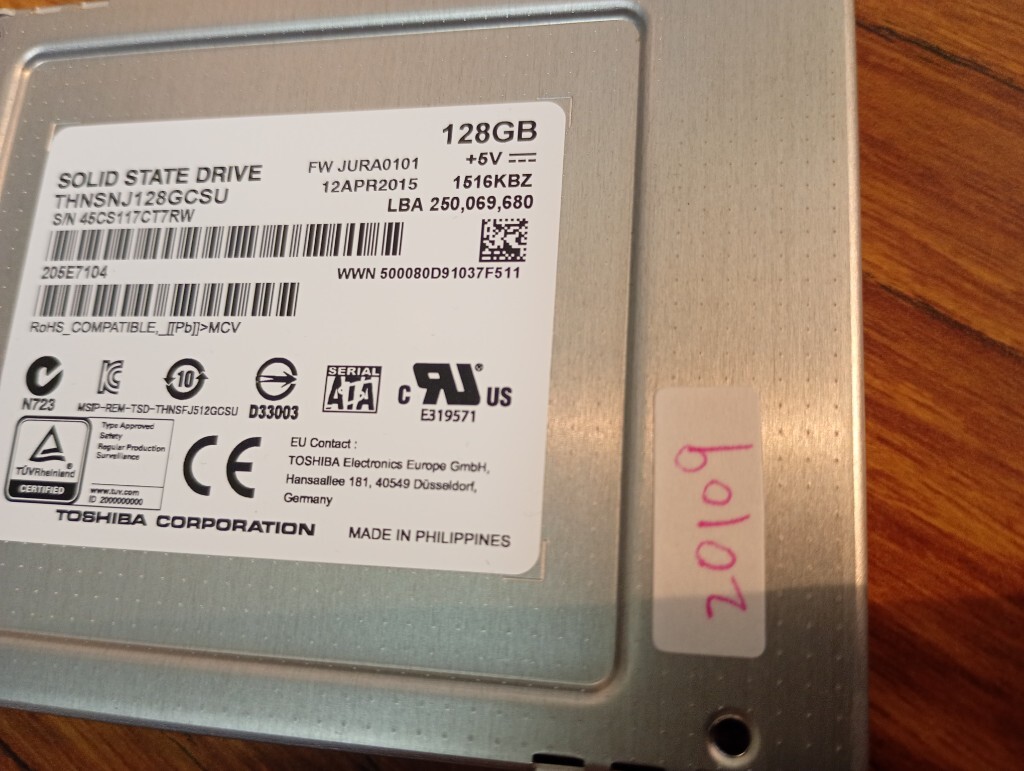 128GB
SOLID STATE DRIVE
FW JURA0101
+5V
THNSNJ128GCSU
12APR2015
1516KBZ
S/N 45CS117CT7RW
LBA 250,069,680
205E7104
WWN 500080D91037F511
RoHS_COMPATIBLE,_[[Pb]]>MCV
N723
MSIP-REM-TSD-THNSFJ512GCSU
10
D33003
SERIAL
ATA
C RU® US
E319571
TÜVRheinland®
CERTIFIED
Type Approved
Safety
Regular Production
Surveillance
www.tuv.com
ID 2000000000
CE
EU Contact :
TOSHIBA Electronics Europe GmbH,
Hansaallee 181, 40549 Düsseldorf,
Germany
TOSHIBA CORPORATION
MADE IN PHILIPPINES
20109